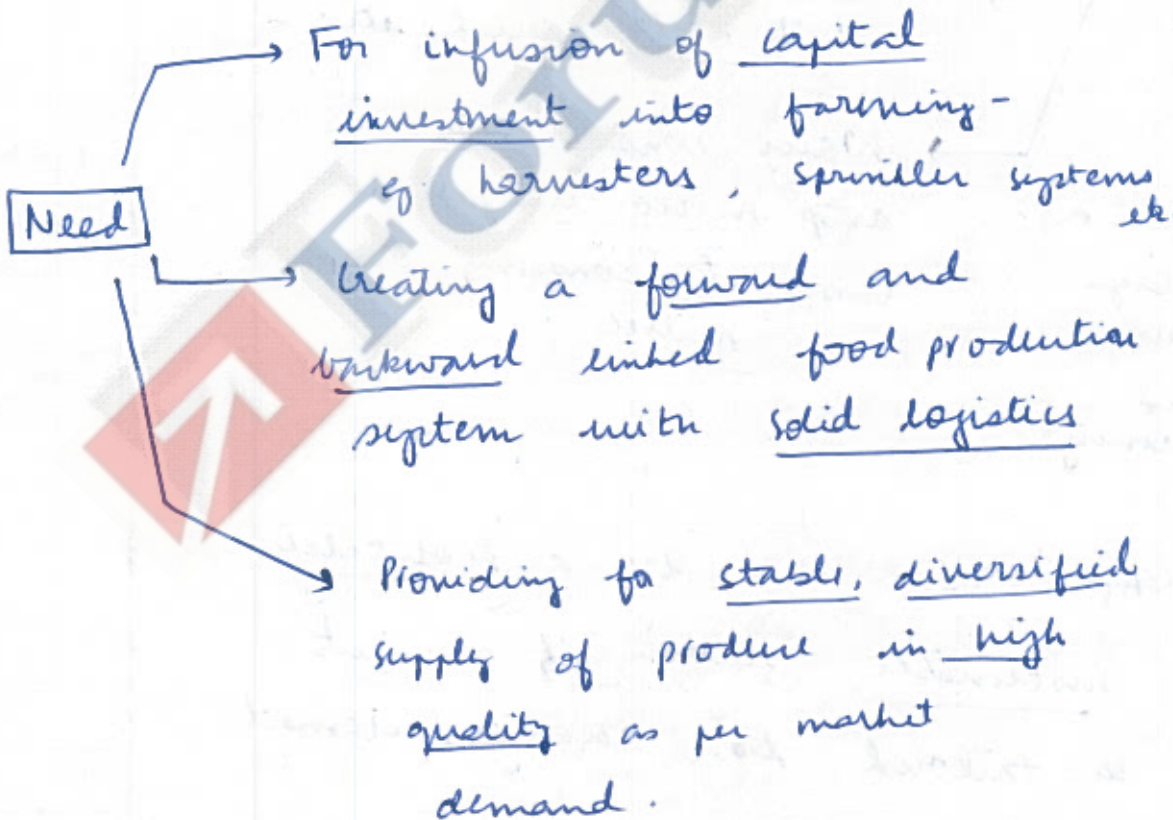 For infusion of capital
investment into farming -
eg harvesters, sprinkler systems
etc
Need
Creating a forward and
backward linked food production
system with solid logistics
Providing for stable, diversified
supply of produce in high
quality as per market
demand.
Foru